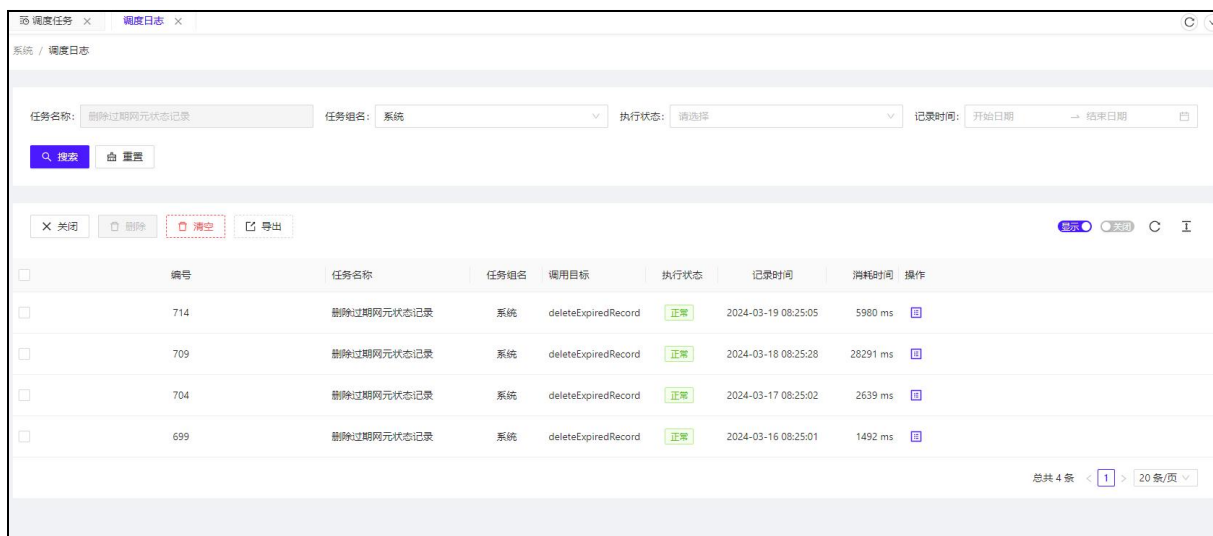 调度任务 调度日志
系统 / 调度日志
任务名称: 删除过期网元状态记录 任务组名: 系统 执行状态: 请选择 记录时间: 开始日期 → 结束日期
搜索 重置
关闭 删除 清空 导出 显示 关闭
编号 任务名称 任务组名 调用目标 执行状态 记录时间 消耗时间 操作
714 删除过期网元状态记录 系统 deleteExpiredRecord 正常 2024-03-19 08:25:05 5980 ms
709 删除过期网元状态记录 系统 deleteExpiredRecord 正常 2024-03-18 08:25:28 28291 ms
704 删除过期网元状态记录 系统 deleteExpiredRecord 正常 2024-03-17 08:25:02 2639 ms
699 删除过期网元状态记录 系统 deleteExpiredRecord 正常 2024-03-16 08:25:01 1492 ms
总共 4 条 < 1 > 20 条/页